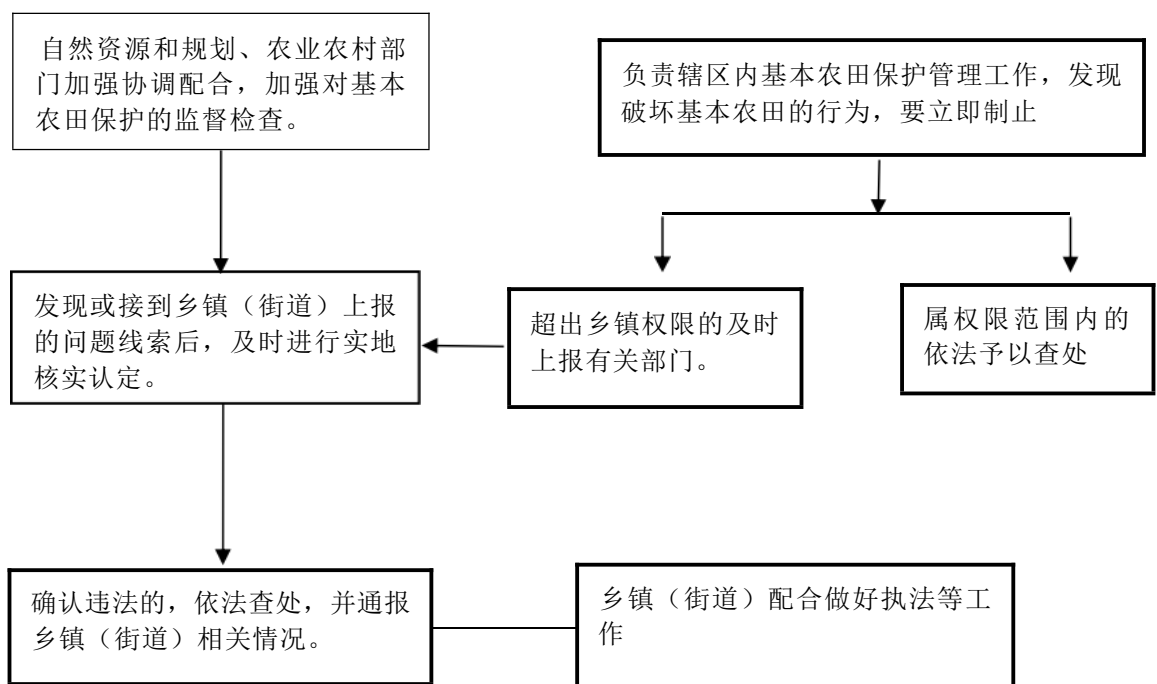 自然资源和规划、农业农村部
门加强协调配合，加强对基本
农田保护的监督检查。
负责辖区内基本农田保护管理工作，发现
破坏基本农田的行为，要立即制止
发现或接到乡镇（街道）上报
的问题线索后，及时进行实地
核实认定。
超出乡镇权限的及时
上报有关部门。
属权限范围内的
依法予以查处
确认违法的，依法查处，并通报
乡镇（街道）相关情况。
乡镇（街道）配合做好执法等工
作